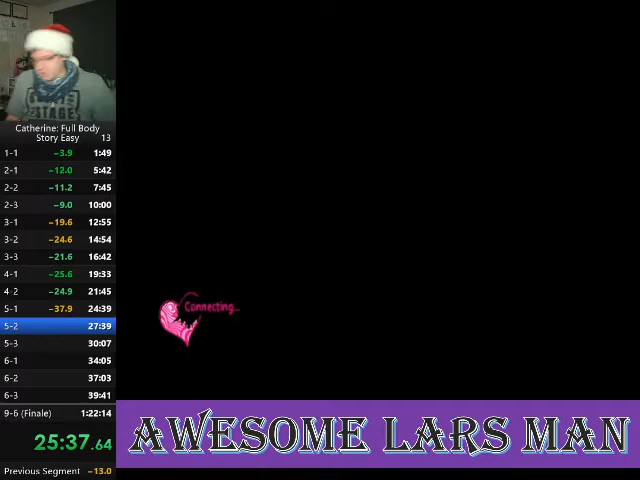 STAGE
Catherine: Full Body
Story Easy 13
1-1 −3.9 1:49
2-1 −12.0 5:42
2-2 −11.2 7:45
2-3 −9.0 10:00
3-1 −19.6 12:55
3-2 −24.6 14:54
3-3 −21.6 16:42
4-1 −25.6 19:33
4-2 −24.9 21:45
5-1 −37.9 24:39
5-2 27:39
5-3 30:07
6-1 34:05
6-2 37:03
6-3 39:41
9-6 (Finale) 1:22:14
25:37.64
Previous Segment −13.0
Connecting...
AWESOME LARS MAN